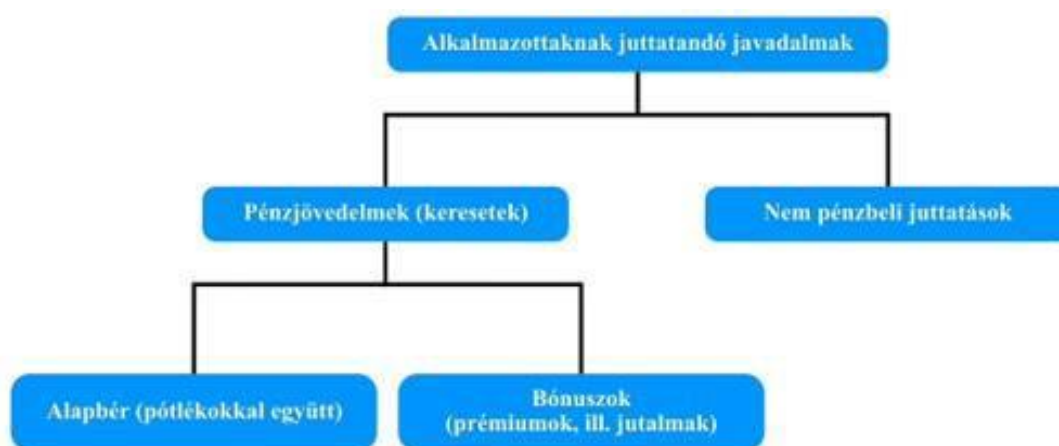 Alkalmazottaknak juttatandó javadalmak
Pénzjövedelmek (keresetek)
Nem pénzbeli juttatások
Alapbér (pótlékokkal együtt)
Bónuszok
(prémiumok, ill. jutalmak)